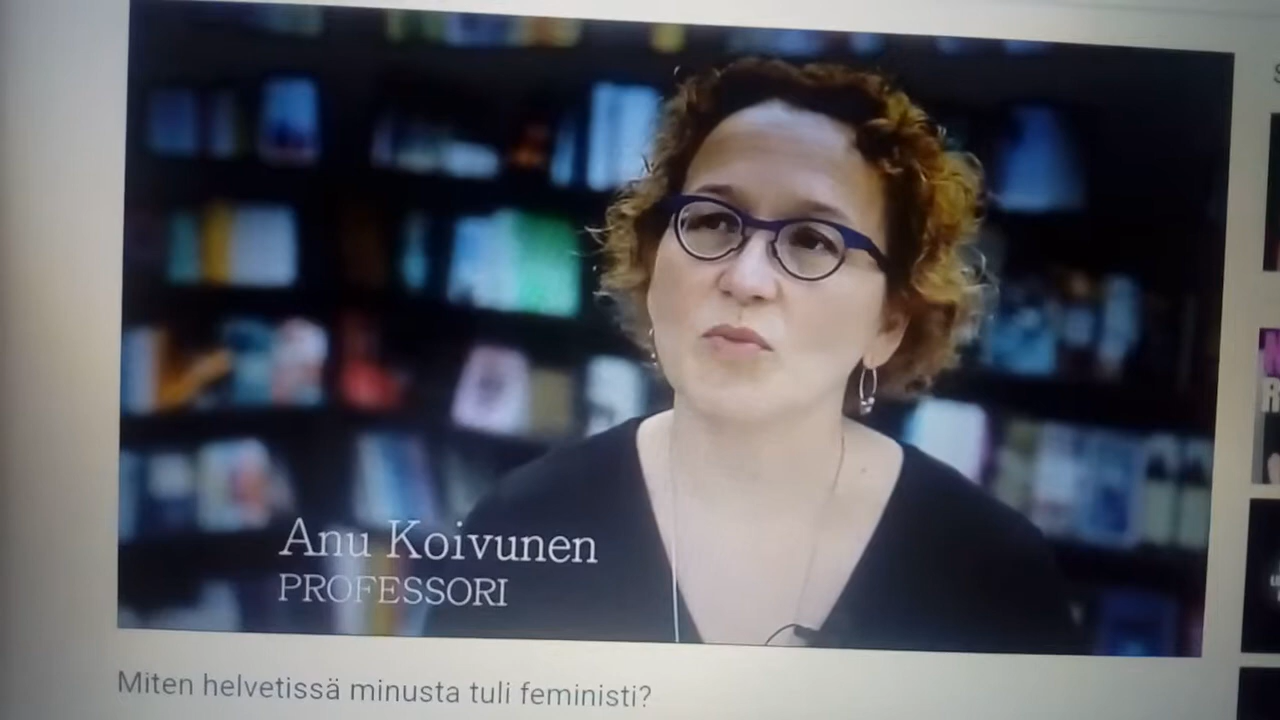 Anu Koivunen
PROFESSORI
Miten helvetissä minusta tuli feministi?